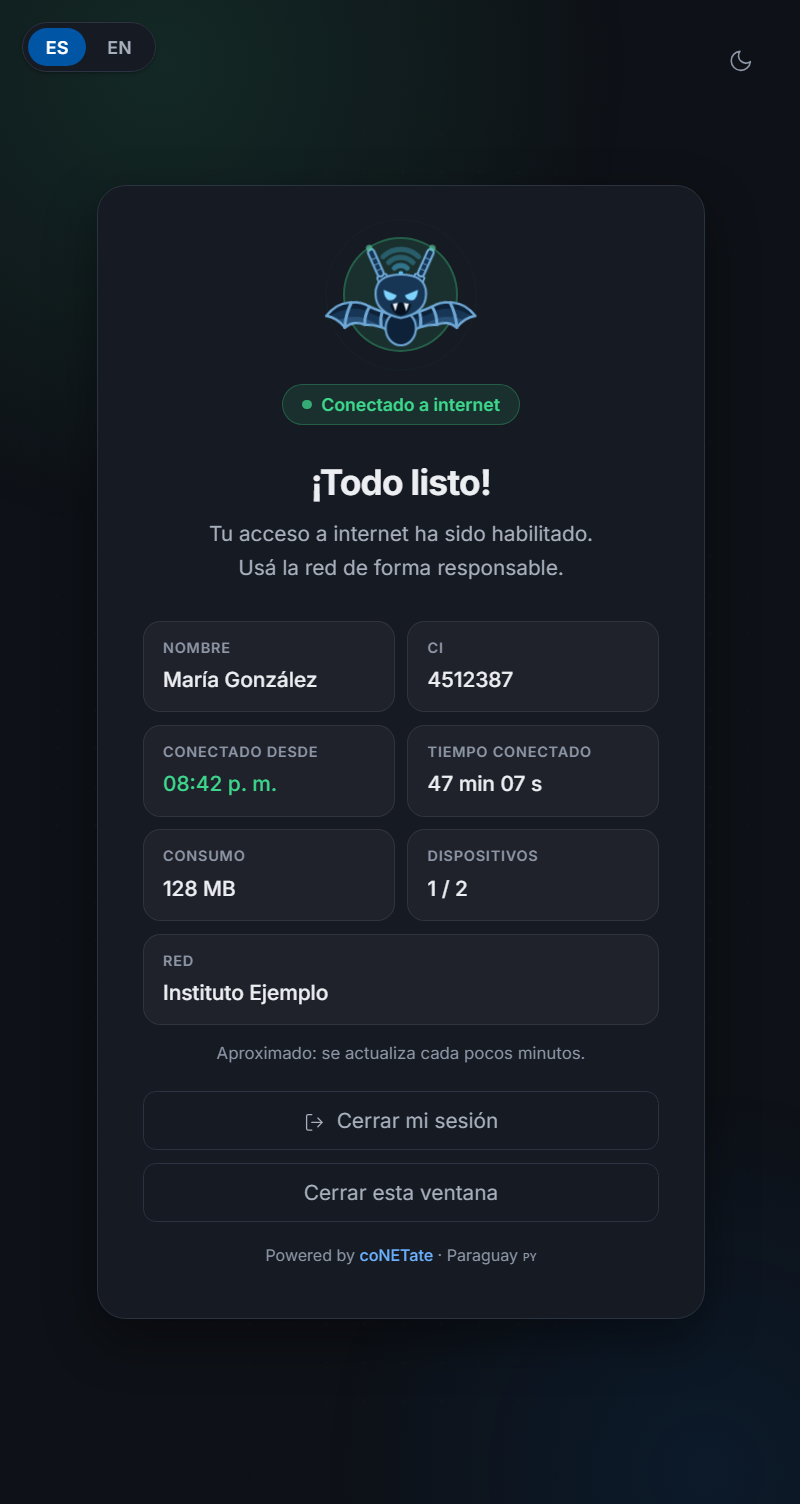 ES EN
Conectado a internet
¡Todo listo!
Tu acceso a internet ha sido habilitado.
Usá la red de forma responsable.
NOMBRE
María González
CI
4512387
CONECTADO DESDE
08:42 p. m.
TIEMPO CONECTADO
47 min 07 s
CONSUMO
128 MB
DISPOSITIVOS
1 / 2
RED
Instituto Ejemplo
Aproximado: se actualiza cada pocos minutos.
Cerrar mi sesión
Cerrar esta ventana
Powered by coNETate · Paraguay PY